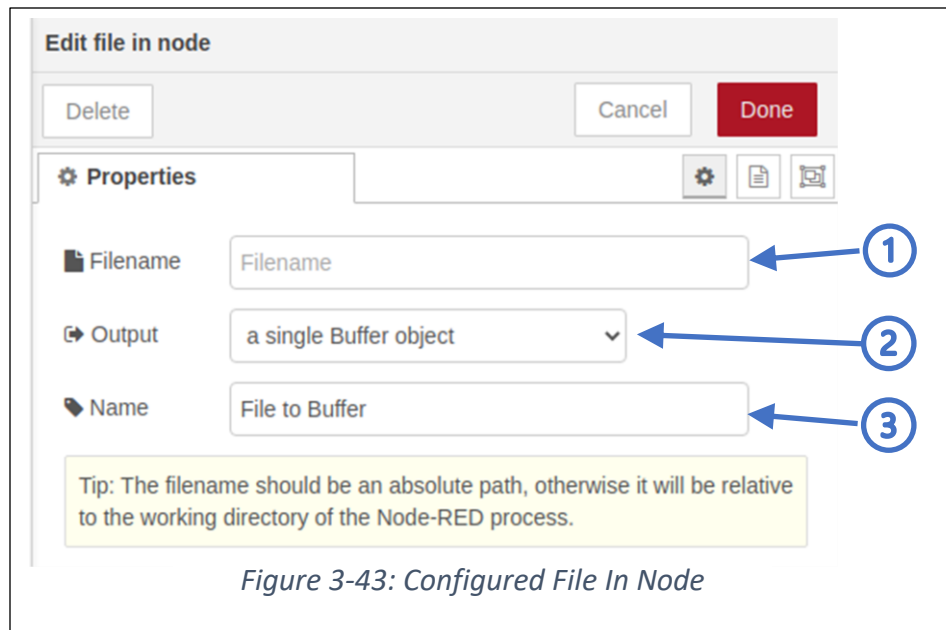 Edit file in node
Delete
Cancel
Done
Properties
Filename
Filename
1
Output
a single Buffer object
2
Name
File to Buffer
3
Tip: The filename should be an absolute path, otherwise it will be relative
to the working directory of the Node-RED process.
Figure 3-43: Configured File In Node